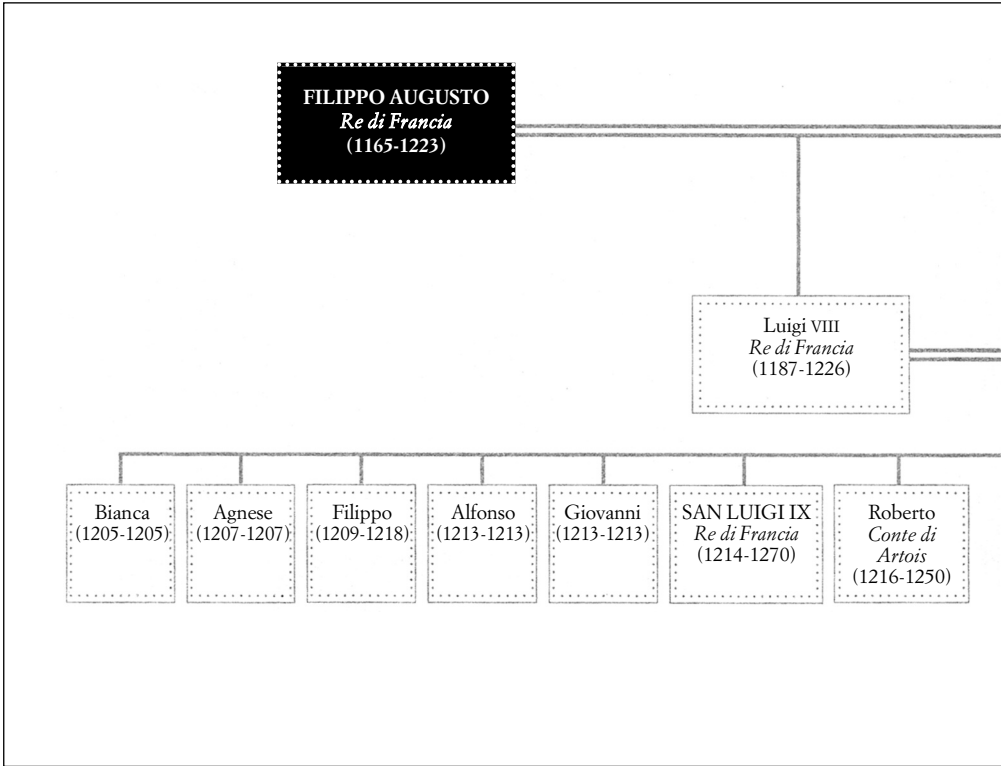 FILIPPO AUGUSTO
Re di Francia
(1165-1223)
Luigi VIII
Re di Francia
(1187-1226)
Bianca
(1205-1205)
Agnese
(1207-1207)
Filippo
(1209-1218)
Alfonso
(1213-1213)
Giovanni
(1213-1213)
SAN LUIGI IX
Re di Francia
(1214-1270)
Roberto
Conte di
Artois
(1216-1250)